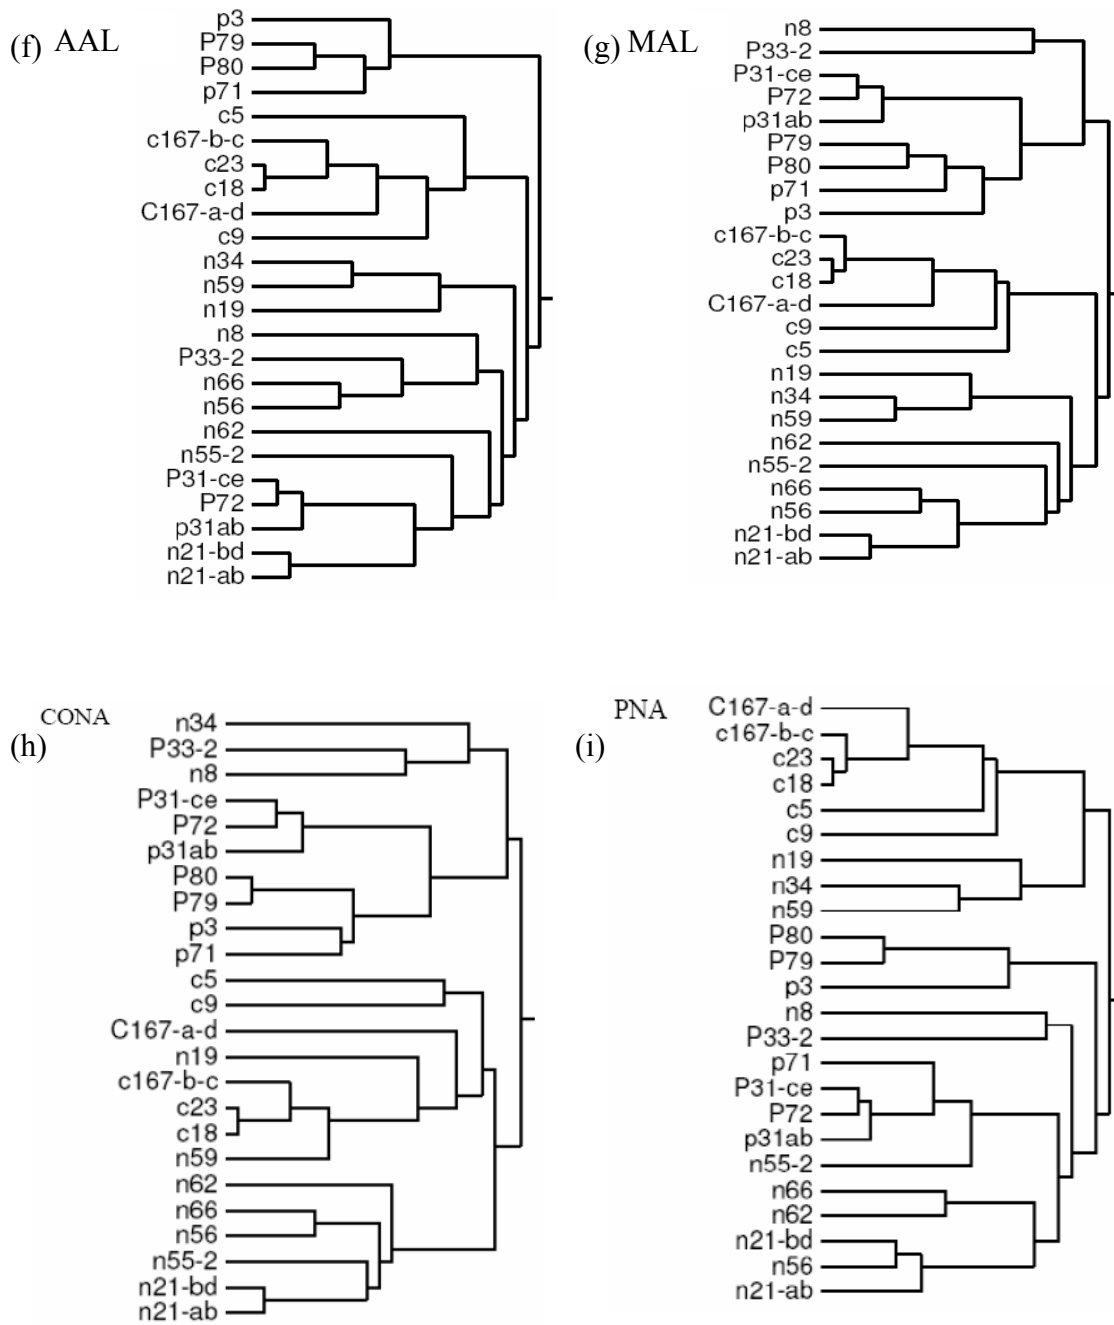 (f) AAL
p3
P79
P80
p71
c5
c167-b-c
c23
c18
C167-a-d
c9
n34
n59
n19
n8
P33-2
n66
n56
n62
n55-2
P31-ce
P72
p31ab
n21-bd
n21-ab
(g) MAL
n8
P33-2
P31-ce
P72
p31ab
P79
P80
p71
p3
c167-b-c
c23
c18
C167-a-d
c9
c5
n19
n34
n59
n62
n55-2
n66
n56
n21-bd
n21-ab
CONA
(h)
n34
P33-2
n8
P31-ce
P72
p31ab
P80
P79
p3
p71
c5
c9
C167-a-d
n19
c167-b-c
c23
c18
n59
n62
n66
n56
n55-2
n21-bd
n21-ab
PNA
(i)
C167-a-d
c167-b-c
c23
c18
c5
c9
n19
n34
n59
P80
P79
p3
n8
P33-2
p71
P31-ce
P72
p31ab
n55-2
n66
n62
n21-bd
n56
n21-ab